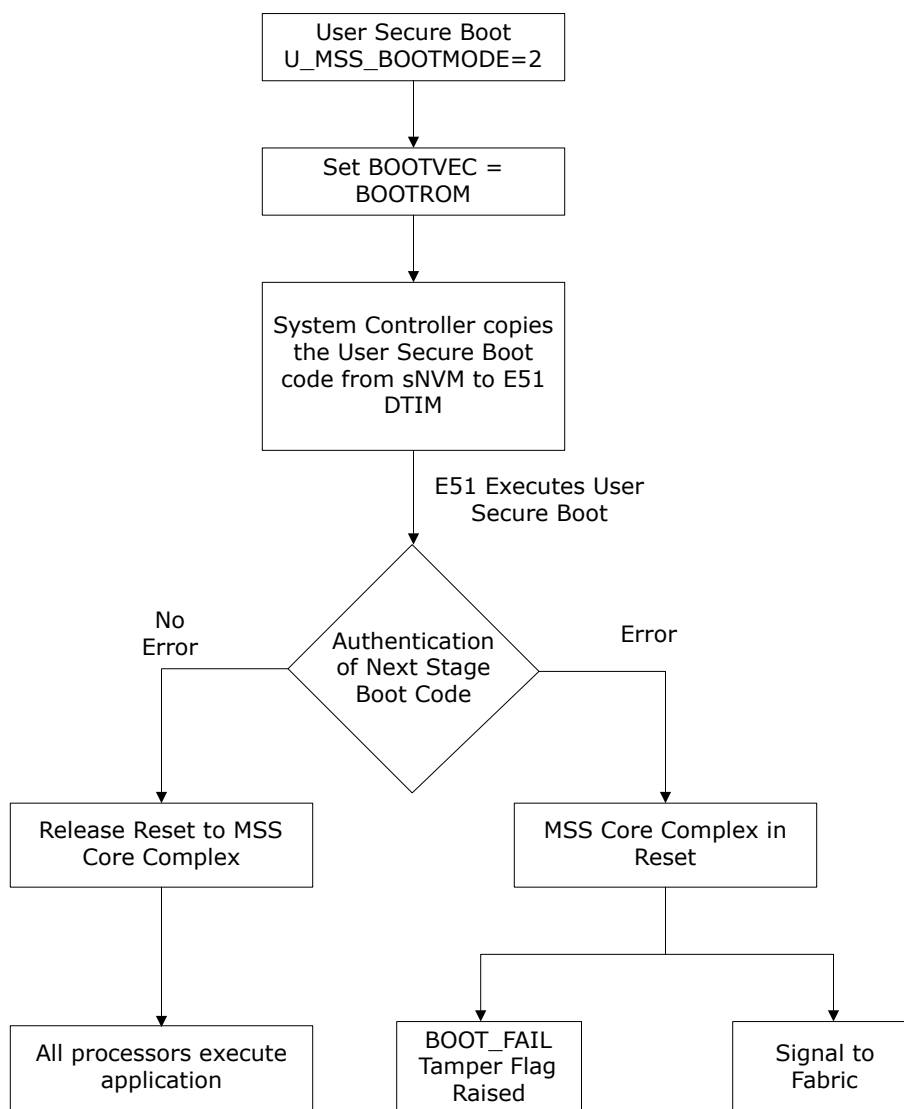 User Secure Boot
U_MSS_BOOTMODE=2
Set BOOTVEC =
BOOTROM
System Controller copies
the User Secure Boot
code from sNVM to E51
DTIM
E51 Executes User
Secure Boot
No
Error
Authentication
of Next Stage
Boot Code
Error
Release Reset to MSS
Core Complex
MSS Core Complex in
Reset
All processors execute
application
BOOT_FAIL
Tamper Flag
Raised
Signal to
Fabric